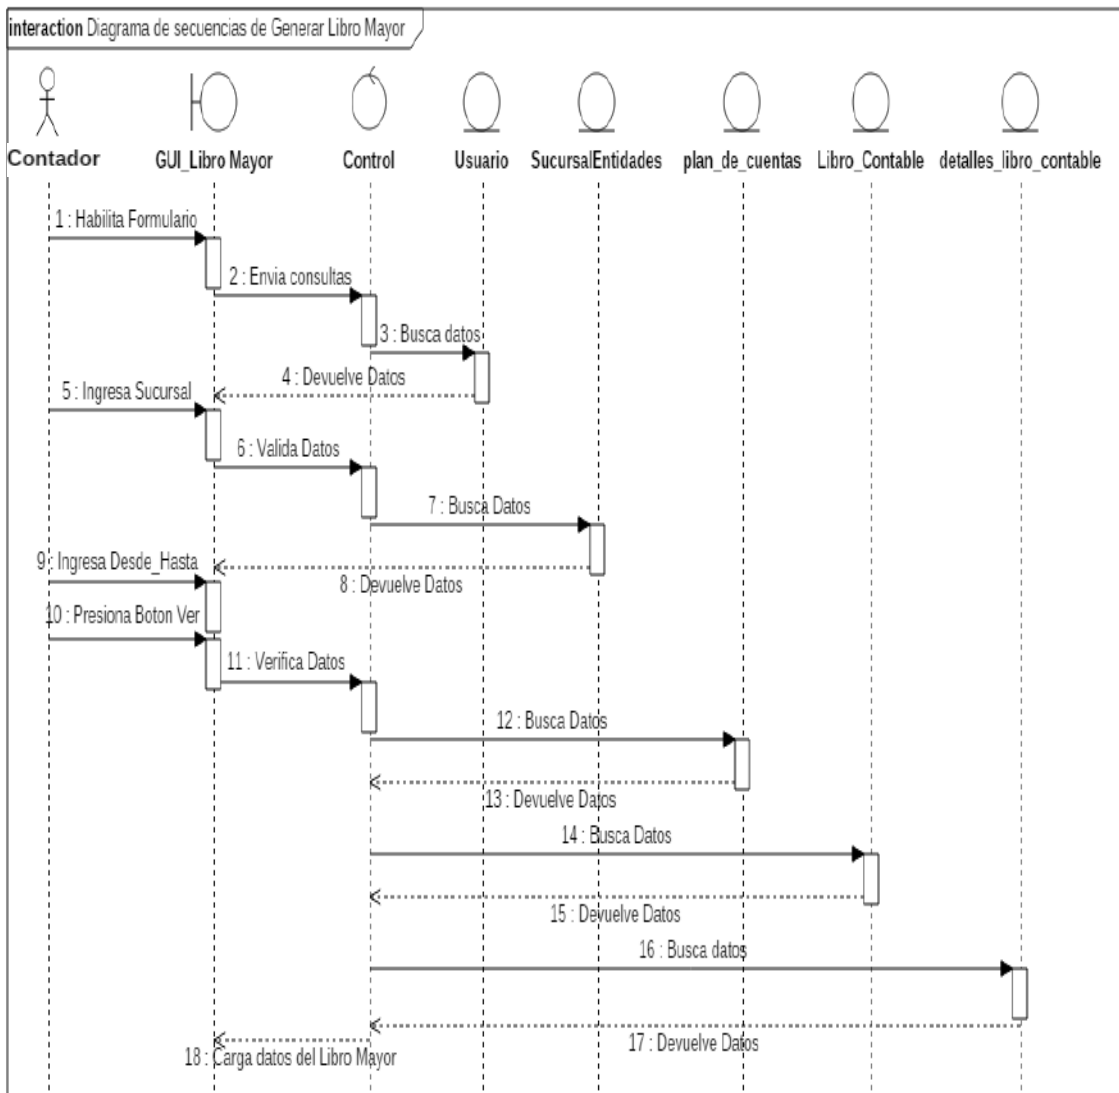 interaction Diagrama de secuencias de Generar Libro Mayor
Contador
GUI_Libro Mayor
Control
Usuario
SucursalEntidades
plan_de_cuentas
Libro_Contable
detalles_libro_contable
1 : Habilita Formulario
2 : Envia consultas
3 : Busca datos
4 : Devuelve Datos
5 : Ingresa Sucursal
6 : Valida Datos
7 : Busca Datos
8 : Devuelve Datos
9 : Ingresa Desde_Hasta
10 : Presiona Boton Ver
11 : Verifica Datos
12 : Busca Datos
13 : Devuelve Datos
14 : Busca Datos
15 : Devuelve Datos
16 : Busca datos
17 : Devuelve Datos
18 : Carga datos del Libro Mayor